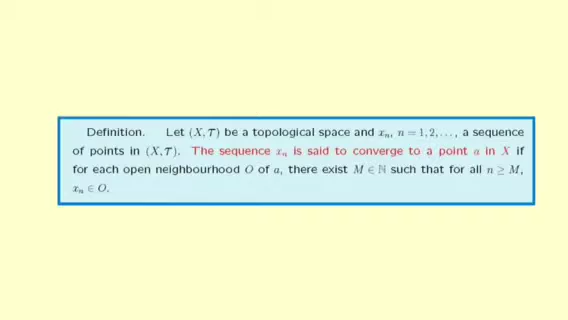 Definition. Let (X, 𝒯) be a topological space and xₙ, n = 1, 2, . . . , a sequence
of points in (X, 𝒯). The sequence xₙ is said to converge to a point a in X if
for each open neighbourhood O of a, there exist M ∈ ℕ such that for all n ≥ M,
xₙ ∈ O.